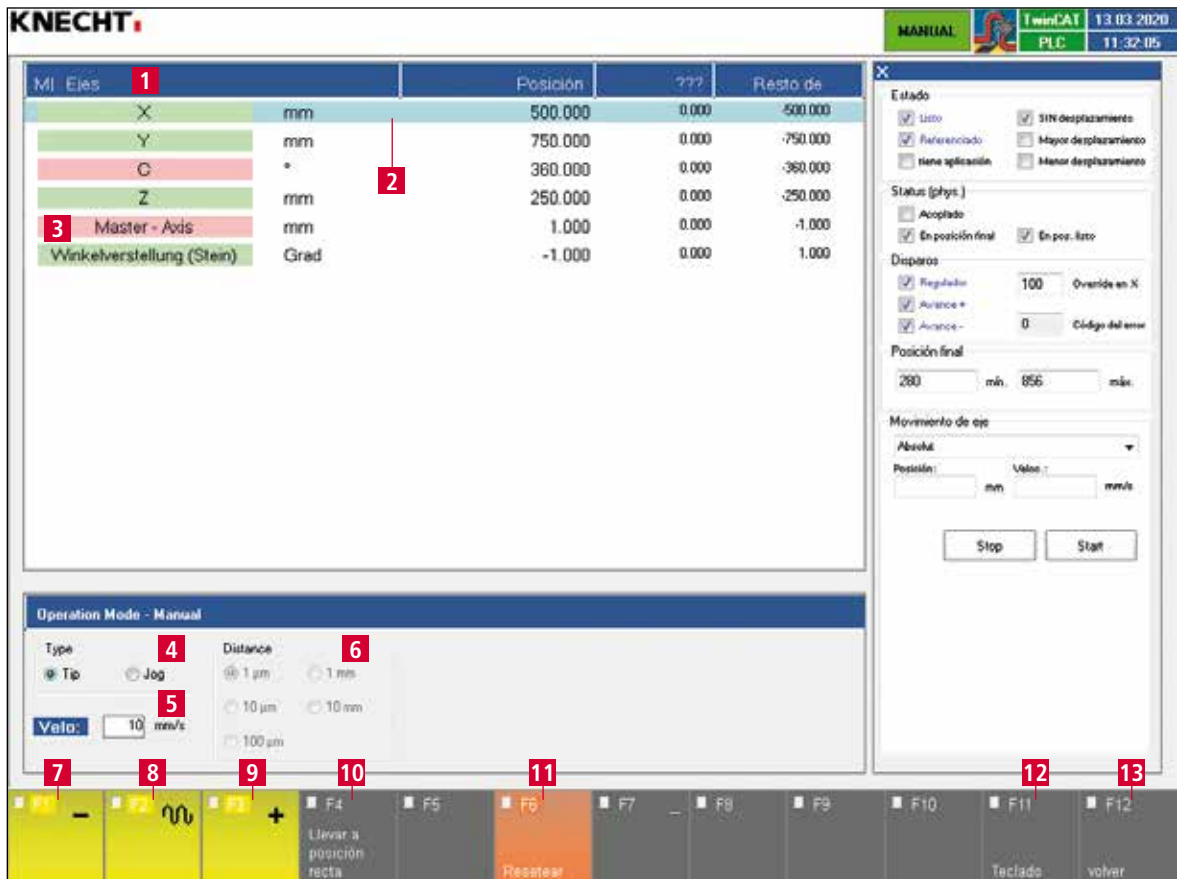 KNECHT
MANUAL
TwinCAT
PLC
13.03.2020
11:32:05
MI Ejes 1 Posición ??? Resto de
X mm 500.000 0.000 -500.000
Y mm 750.000 0.000 -750.000
2
C ° 360.000 0.000 -360.000
Z mm 250.000 0.000 -250.000
3 Master - Axis mm 1.000 0.000 -1.000
Winkelverstellung (Stein) Grad -1.000 0.000 1.000
X
Estado
Listo SIN desplazamiento
Referenciado Mayor desplazamiento
tiene aplicación Menor desplazamiento
Status (phys.)
Acoplado
En posición final En pos. listo
Disparos
Regulador 100 Override en X
Avance +
Avance - 0 Código del error
Posición final
280 mín. 856 máx.
Movimiento de eje
Absolut
Posición: Veloc.:
mm mm/s
Stop Start
Operation Mode - Manual
Type 4 Distance 6
Tip Jog 1 µm 1 mm
5
Velo: 10 mm/s 10 µm 10 mm
100 µm
7 8 9 10 11 12 13
F1 F2 F3 F4 F5 F6 F7 _ F8 F9 F10 F11 F12
- +
Llevar a
posición
recta Resetear Teclado volver